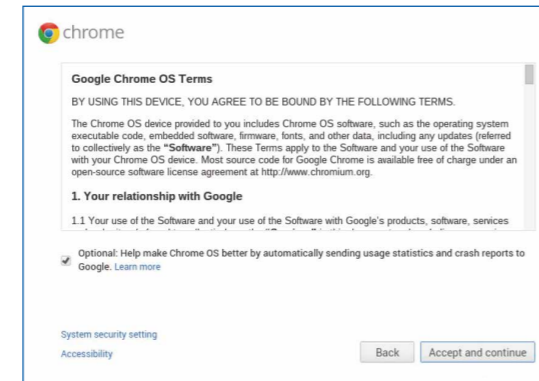 chrome
Google Chrome OS Terms
BY USING THIS DEVICE, YOU AGREE TO BE BOUND BY THE FOLLOWING TERMS.
The Chrome OS device provided to you includes Chrome OS software, such as the operating system
executable code, embedded software, firmware, fonts, and other data, including any updates (referred
to collectively as the “Software”). These Terms apply to the Software and your use of the Software
with your Chrome OS device. Most source code for Google Chrome is available free of charge under an
open-source software license agreement at http://www.chromium.org.
1. Your relationship with Google
1.1 Your use of the Software and your use of the Software with Google's products, software, services
Optional: Help make Chrome OS better by automatically sending usage statistics and crash reports to
Google. Learn more
System security setting
Accessibility
Back
Accept and continue